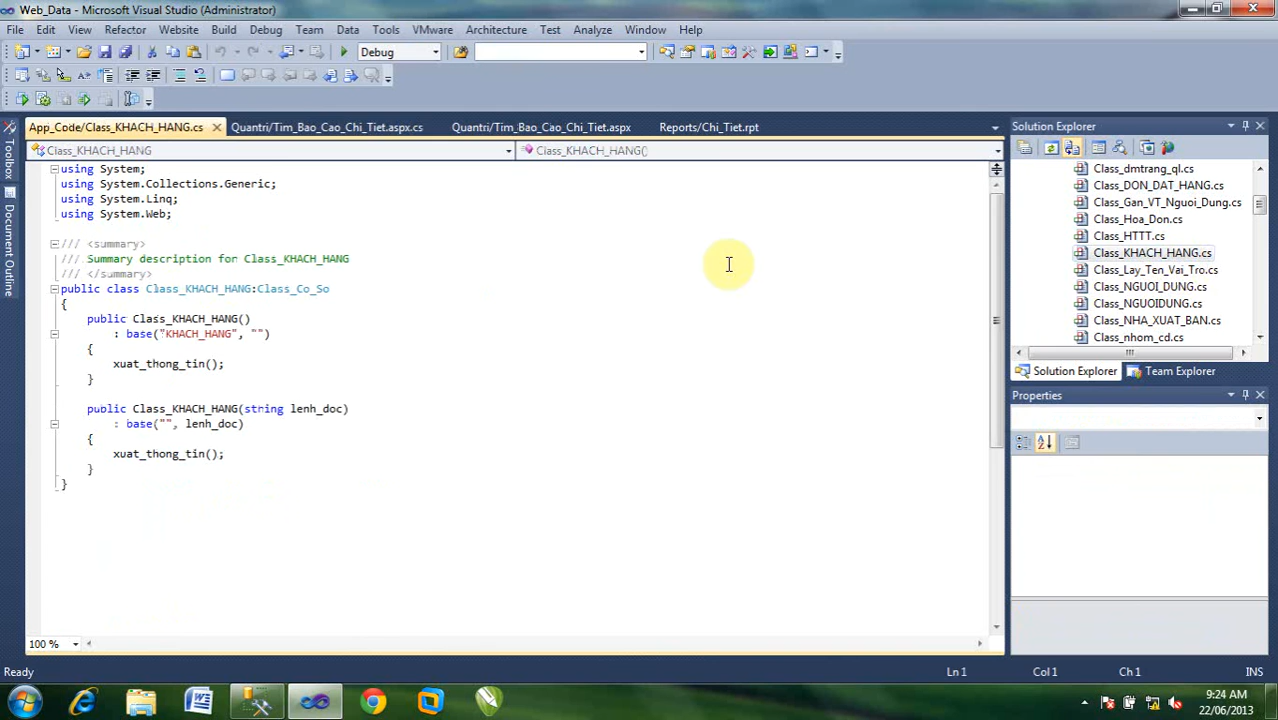 Web_Data - Microsoft Visual Studio (Administrator)
File Edit View Refactor Website Build Debug Team Data Tools VMware Architecture Test Analyze Window Help
Debug
App_Code/Class_KHACH_HANG.cs Quantri/Tim_Bao_Cao_Chi_Tiet.aspx.cs Quantri/Tim_Bao_Cao_Chi_Tiet.aspx Reports/Chi_Tiet.rpt
Class_KHACH_HANG Class_KHACH_HANG()
using System;
using System.Collections.Generic;
using System.Linq;
using System.Web;
/// <summary>
/// Summary description for Class_KHACH_HANG
/// </summary>
public class Class_KHACH_HANG:Class_Co_So
{
public Class_KHACH_HANG()
: base("KHACH_HANG", "")
{
xuat_thong_tin();
}
public Class_KHACH_HANG(string lenh_doc)
: base("", lenh_doc)
{
xuat_thong_tin();
}
}
100 %
Toolbox
Document Outline
Solution Explorer
Class_dmtrang_ql.cs
Class_DON_DAT_HANG.cs
Class_Gan_VT_Nguoi_Dung.cs
Class_Hoa_Don.cs
Class_HTTT.cs
Class_KHACH_HANG.cs
Class_Lay_Ten_Vai_Tro.cs
Class_NGUOI_DUNG.cs
Class_NGUOIDUNG.cs
Class_NHA_XUAT_BAN.cs
Class_nhom_cd.cs
Solution Explorer Team Explorer
Properties
Ready Ln 1 Col 1 Ch 1 INS
9:24 AM
22/06/2013